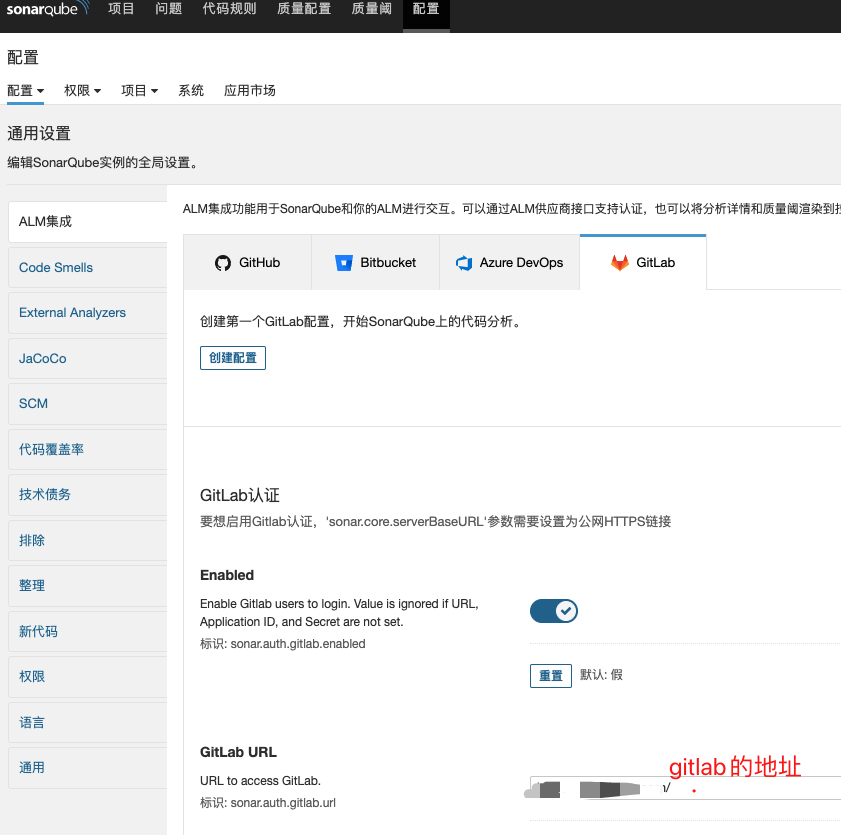 sonarqube 项目 问题 代码规则 质量配置 质量阈 配置
配置
配置 权限 项目 系统 应用市场
通用设置
编辑SonarQube实例的全局设置。
ALM集成
Code Smells
External Analyzers
JaCoCo
SCM
代码覆盖率
技术债务
排除
整理
新代码
权限
语言
通用
ALM集成功能用于SonarQube和你的ALM进行交互。可以通过ALM供应商接口支持认证，也可以将分析详情和质量阈渲染到
GitHub Bitbucket Azure DevOps GitLab
创建第一个GitLab配置，开始SonarQube上的代码分析。
创建配置
GitLab认证
要想启用Gitlab认证，'sonar.core.serverBaseURL'参数需要设置为公网HTTPS链接
Enabled
Enable Gitlab users to login. Value is ignored if URL,
Application ID, and Secret are not set.
标识: sonar.auth.gitlab.enabled
重置 默认: 假
GitLab URL
URL to access GitLab.
标识: sonar.auth.gitlab.url
gitlab的地址